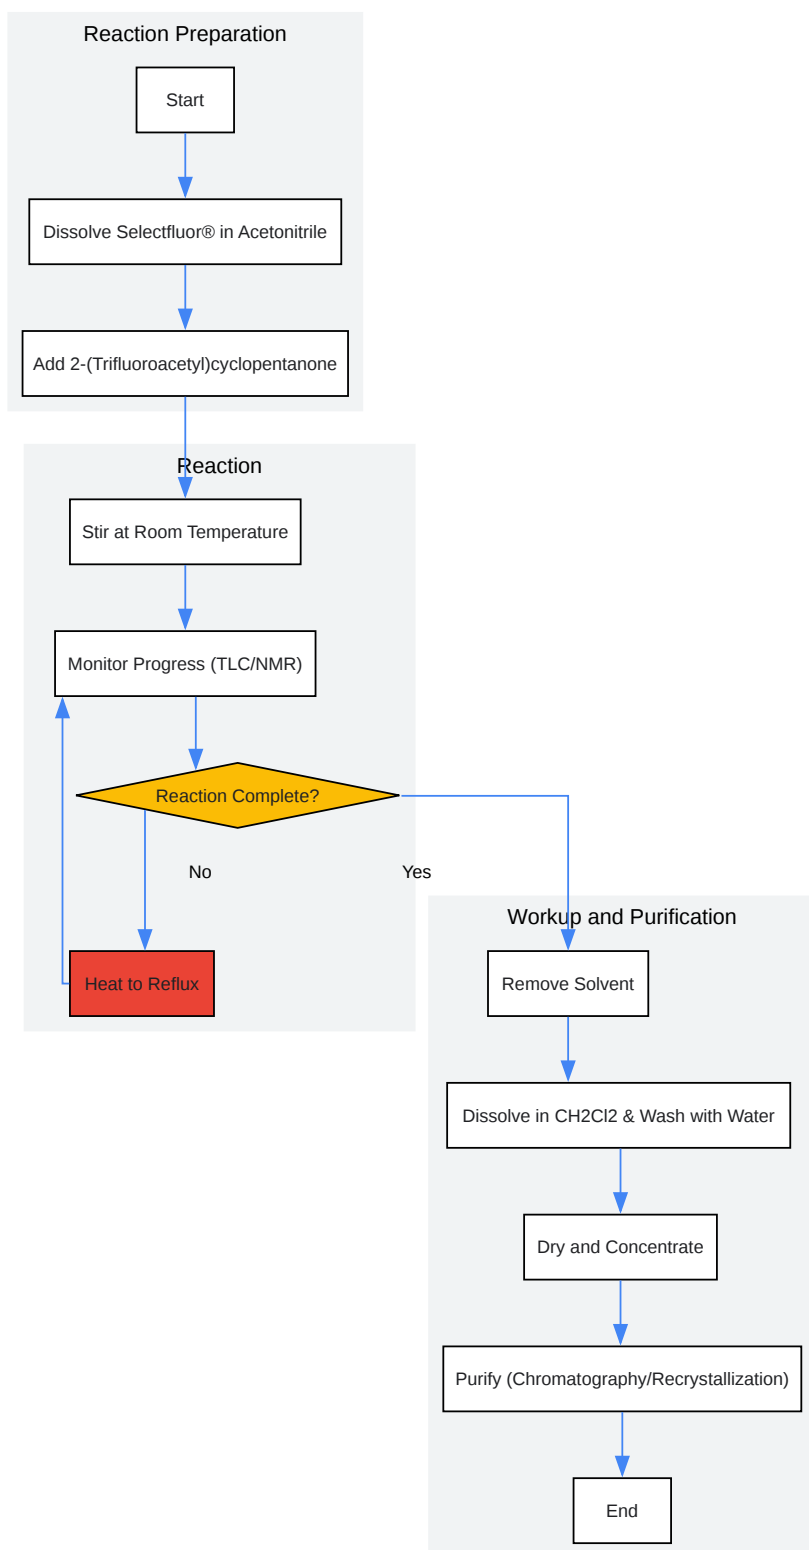 Reaction Preparation
Start
Dissolve Selectfluor® in Acetonitrile
Add 2-(Trifluoroacetyl)cyclopentanone
Reaction
Stir at Room Temperature
Monitor Progress (TLC/NMR)
Reaction Complete?
No
Yes
Heat to Reflux
Workup and Purification
Remove Solvent
Dissolve in CH2Cl2 & Wash with Water
Dry and Concentrate
Purify (Chromatography/Recrystallization)
End